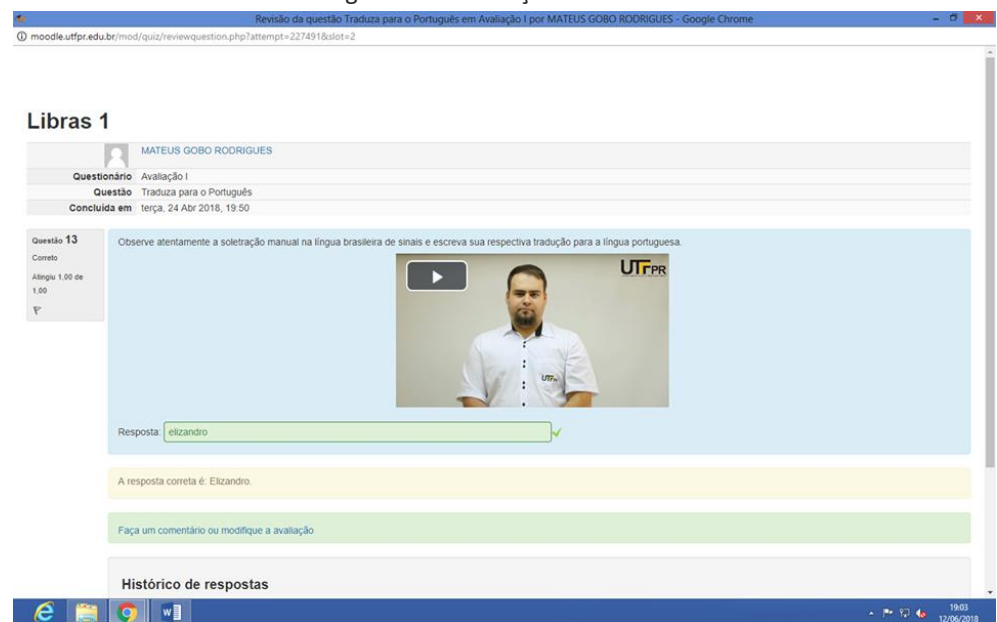 Revisão da questão Traduza para o Português em Avaliação I por MATEUS GOBO RODRIGUES - Google Chrome
moodle.utfpr.edu.br/mod/quiz/reviewquestion.php?attempt=227491&slot=2
Libras 1
MATEUS GOBO RODRIGUES
Questionário Avaliação I
Questão Traduza para o Português
Concluída em terça, 24 Abr 2018, 19:50
Questão 13
Correto
Atingiu 1,00 de
1,00
Observe atentamente a soletração manual na língua brasileira de sinais e escreva sua respectiva tradução para a língua portuguesa.
UTFPR
UTFPR
Resposta: elizandro
A resposta correta é: Elizandro.
Faça um comentário ou modifique a avaliação
Histórico de respostas
19:03
12/06/2018